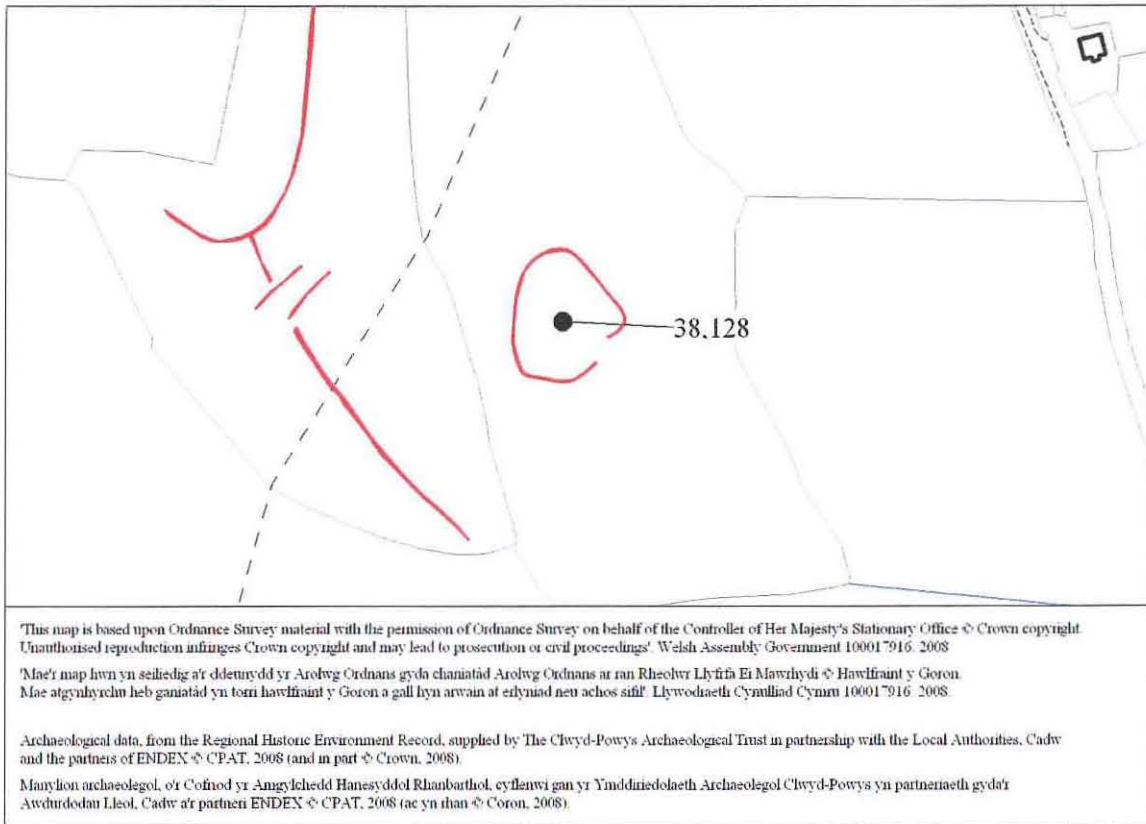 38.128
'This map is based upon Ordnance Survey material with the permission of Ordnance Survey on behalf of the Controller of Her Majesty's Stationary Office © Crown copyright.
Unauthorised reproduction infringes Crown copyright and may lead to prosecution or civil proceedings'. Welsh Assembly Government 100017916. 2008
'Mae'r map hwn yn seiliedig a'r ddeunydd yr Arolwg Ordnans gyda chaniatâd Arolwg Ordnans ar ran Rheolwr Llyfrfa Ei Mawrhydi © Hawlfraint y Goron.
Mae atgynhyrchu heb ganiatâd yn torri hawlfraint y Goron a gall hyn arwain at erlyniad neu achos sifil'. Llywodraeth Cynulliad Cymru 100017916. 2008.
Archaeological data, from the Regional Historic Environment Record, supplied by The Clwyd-Powys Archaeological Trust in partnership with the Local Authorities, Cadw
and the partners of ENDEX © CPAT, 2008 (and in part © Crown, 2008).
Manylion archaeolegol, o'r Cofnod yr Amgylchedd Hanesyddol Rhanbarthol, cyflenwi gan yr Ymddiriedolaeth Archaeolegol Clwyd-Powys yn partneriaeth gyda'r
Awdurdodau Lleol, Cadw a'r partneri ENDEX © CPAT, 2008 (ac yn rhan © Coron, 2008).